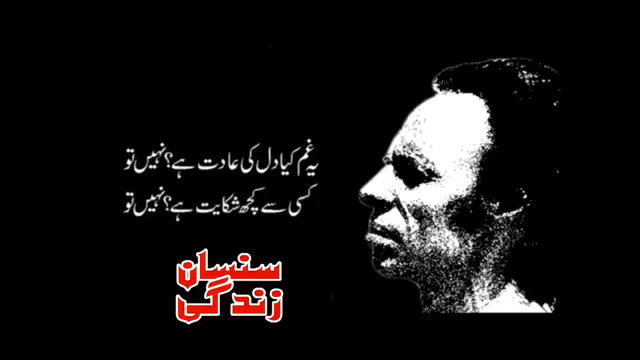 یہ غم کیا دل کی عادت ہے؟ نہیں تو
کسی سے کچھ شکایت ہے؟ نہیں تو
سنسان
زندگی